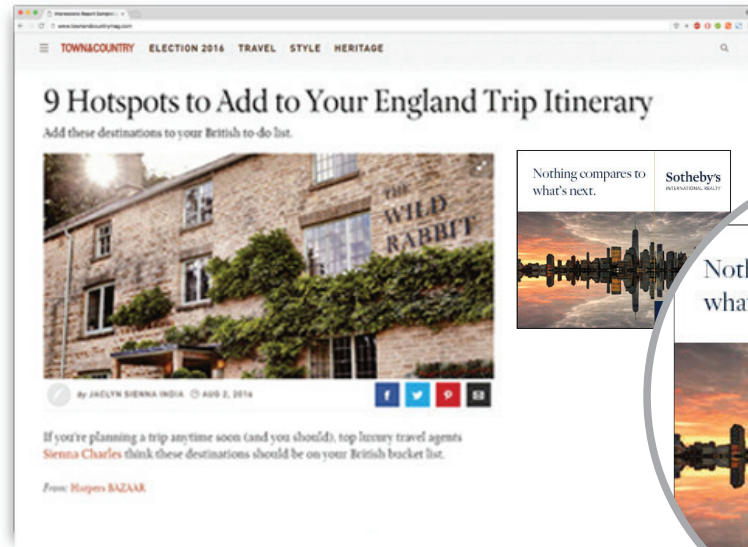 www.townandcountrymag.com
TOWN&COUNTRY ELECTION 2016 TRAVEL STYLE HERITAGE
9 Hotspots to Add to Your England Trip Itinerary
Add these destinations to your British to-do list.
THE
WILD
RABBIT
by JACLYN SIENNA INDIA AUG 2, 2016
If you're planning a trip anytime soon (and you should), top luxury travel agents
Sienna Charles think these destinations should be on your British bucket list.
From: Harpers BAZAAR
Nothing compares to
what's next.
Sotheby's
INTERNATIONAL REALTY
Noth
what